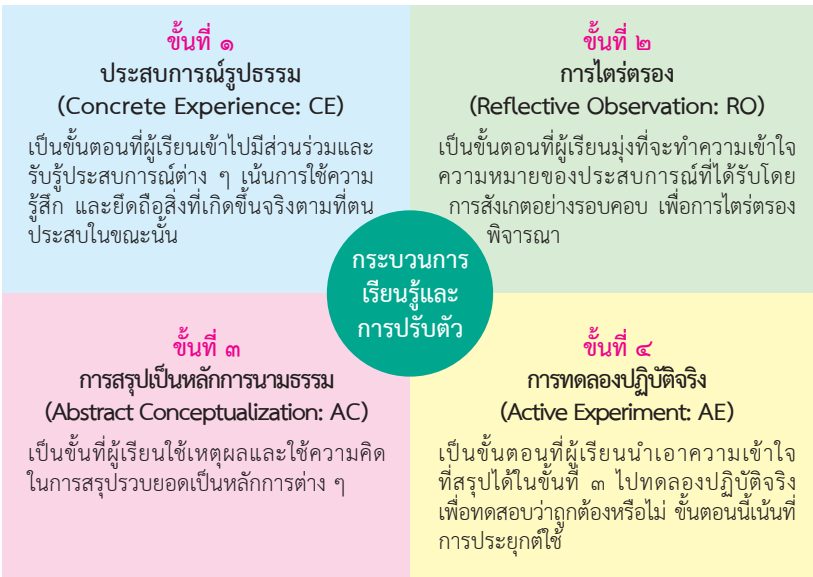 ขั้นที่ ๑
ประสบการณ์รูปธรรม
(Concrete Experience: CE)
เป็นขั้นตอนที่ผู้เรียนเข้าไปมีส่วนร่วมและ
รับรู้ประสบการณ์ต่าง ๆ เน้นการใช้ความ
รู้สึก และยึดถือสิ่งที่เกิดขึ้นจริงตามที่ตน
ประสบในขณะนั้น
ขั้นที่ ๒
การไตร่ตรอง
(Reflective Observation: RO)
เป็นขั้นตอนที่ผู้เรียนมุ่งที่จะทำความเข้าใจ
ความหมายของประสบการณ์ที่ได้รับโดย
การสังเกตอย่างรอบคอบ เพื่อการไตร่ตรอง
พิจารณา
กระบวนการ
เรียนรู้และ
การปรับตัว
ขั้นที่ ๓
การสรุปเป็นหลักการนามธรรม
(Abstract Conceptualization: AC)
เป็นขั้นที่ผู้เรียนใช้เหตุผลและใช้ความคิด
ในการสรุปรวบยอดเป็นหลักการต่าง ๆ
ขั้นที่ ๔
การทดลองปฏิบัติจริง
(Active Experiment: AE)
เป็นขั้นตอนที่ผู้เรียนนำเอาความเข้าใจ
ที่สรุปได้ในขั้นที่ ๓ ไปทดลองปฏิบัติจริง
เพื่อทดสอบว่าถูกต้องหรือไม่ ขั้นตอนนี้เน้นที่
การประยุกต์ใช้